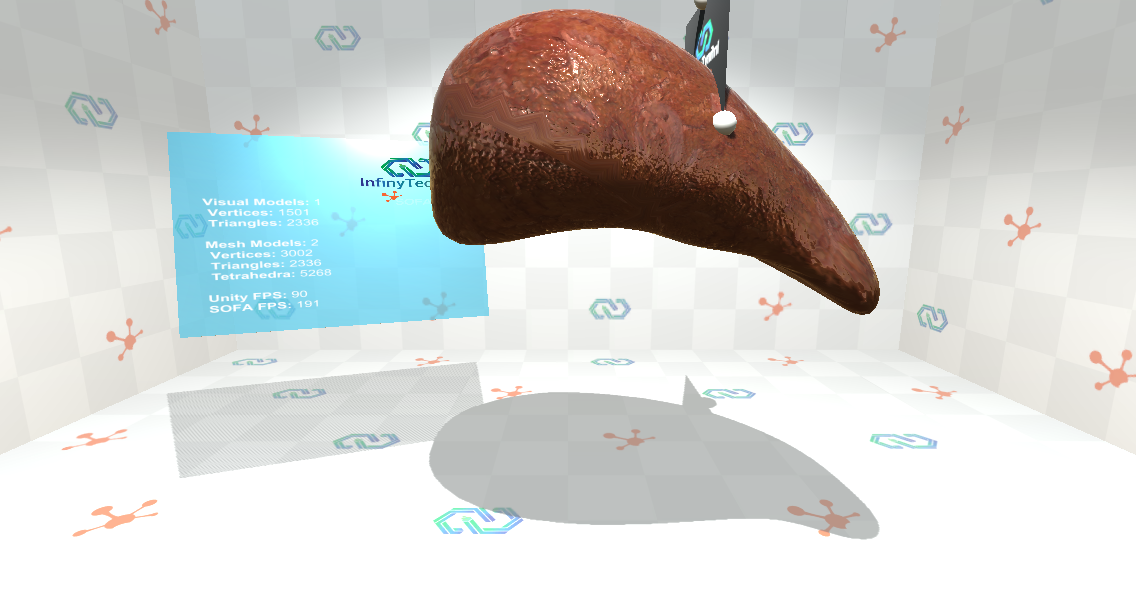 InfinyTec
Visual Models: 1
Vertices: 1501
Triangles: 2336
Mesh Models: 2
Vertices: 3002
Triangles: 2336
Tetrahedra: 5268
Unity FPS: 90
SOFA FPS: 191